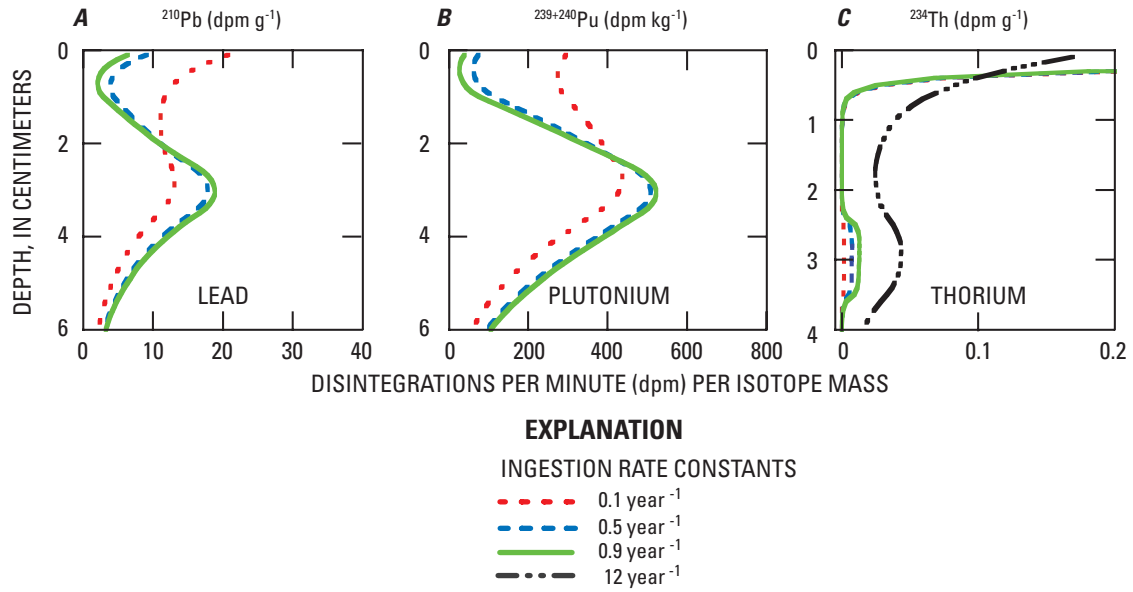 A ²¹⁰Pb (dpm g⁻¹)
B ²³⁹⁺²⁴⁰Pu (dpm kg⁻¹)
C ²³⁴Th (dpm g⁻¹)
DEPTH, IN CENTIMETERS
0
2
4
6
0 10 20 30 40
LEAD
0
2
4
6
0 200 400 600 800
PLUTONIUM
0
1
2
3
4
0 0.1 0.2
THORIUM
DISINTEGRATIONS PER MINUTE (dpm) PER ISOTOPE MASS
EXPLANATION
INGESTION RATE CONSTANTS
0.1 year ⁻¹
0.5 year ⁻¹
0.9 year ⁻¹
12 year ⁻¹